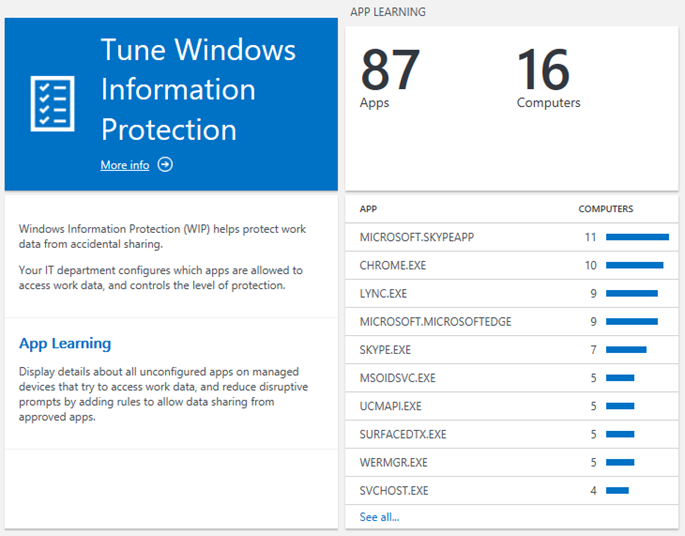 Tune Windows
Information
Protection
More info
Windows Information Protection (WIP) helps protect work
data from accidental sharing.
Your IT department configures which apps are allowed to
access work data, and controls the level of protection.
App Learning
Display details about all unconfigured apps on managed
devices that try to access work data, and reduce disruptive
prompts by adding rules to allow data sharing from
approved apps.
APP LEARNING
87 16
Apps Computers
APP COMPUTERS
MICROSOFT.SKYPEAPP 11
CHROME.EXE 10
LYNC.EXE 9
MICROSOFT.MICROSOFTEDGE 9
SKYPE.EXE 7
MSOIDSVC.EXE 5
UCMAPI.EXE 5
SURFACEDTX.EXE 5
WERMGR.EXE 5
SVCHOST.EXE 4
See all...